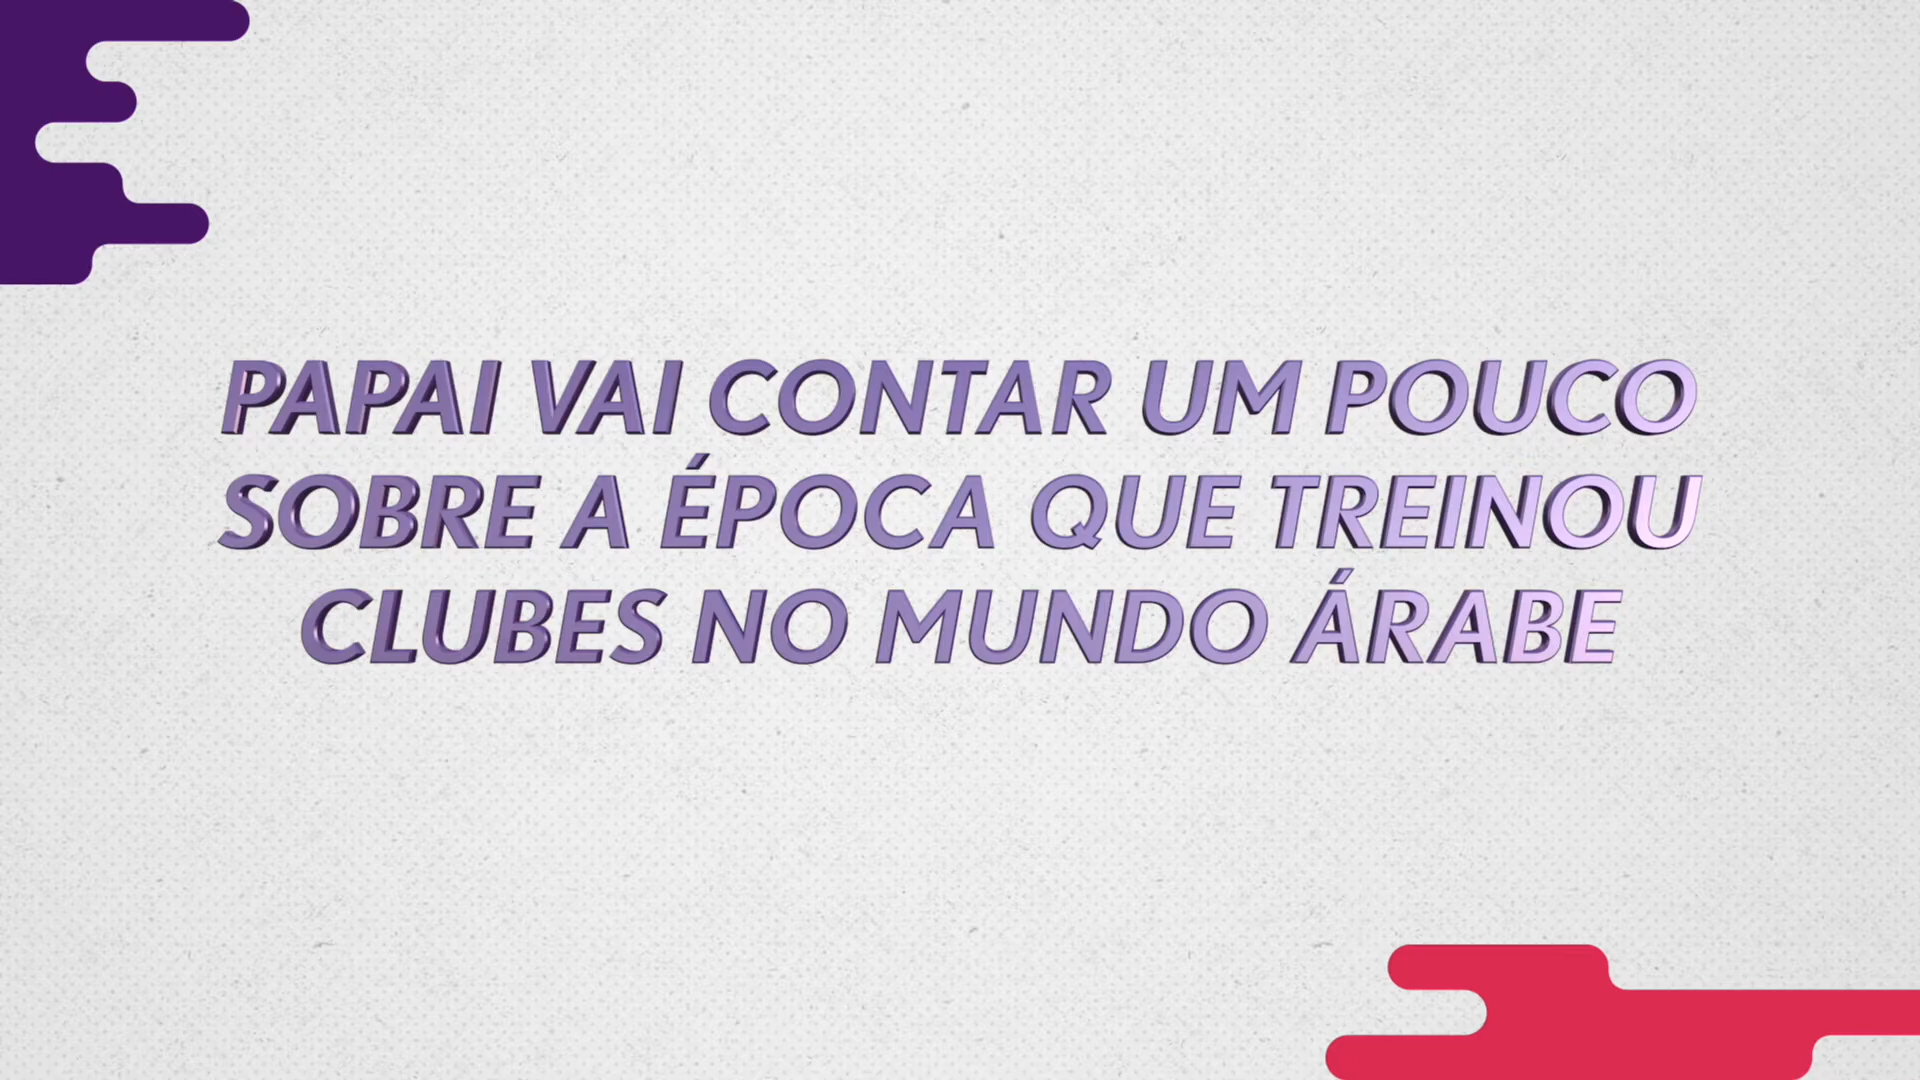 PAPAI VAI CONTAR UM POUCO
SOBRE A ÉPOCA QUE TREINOU
CLUBES NO MUNDO ÁRABE